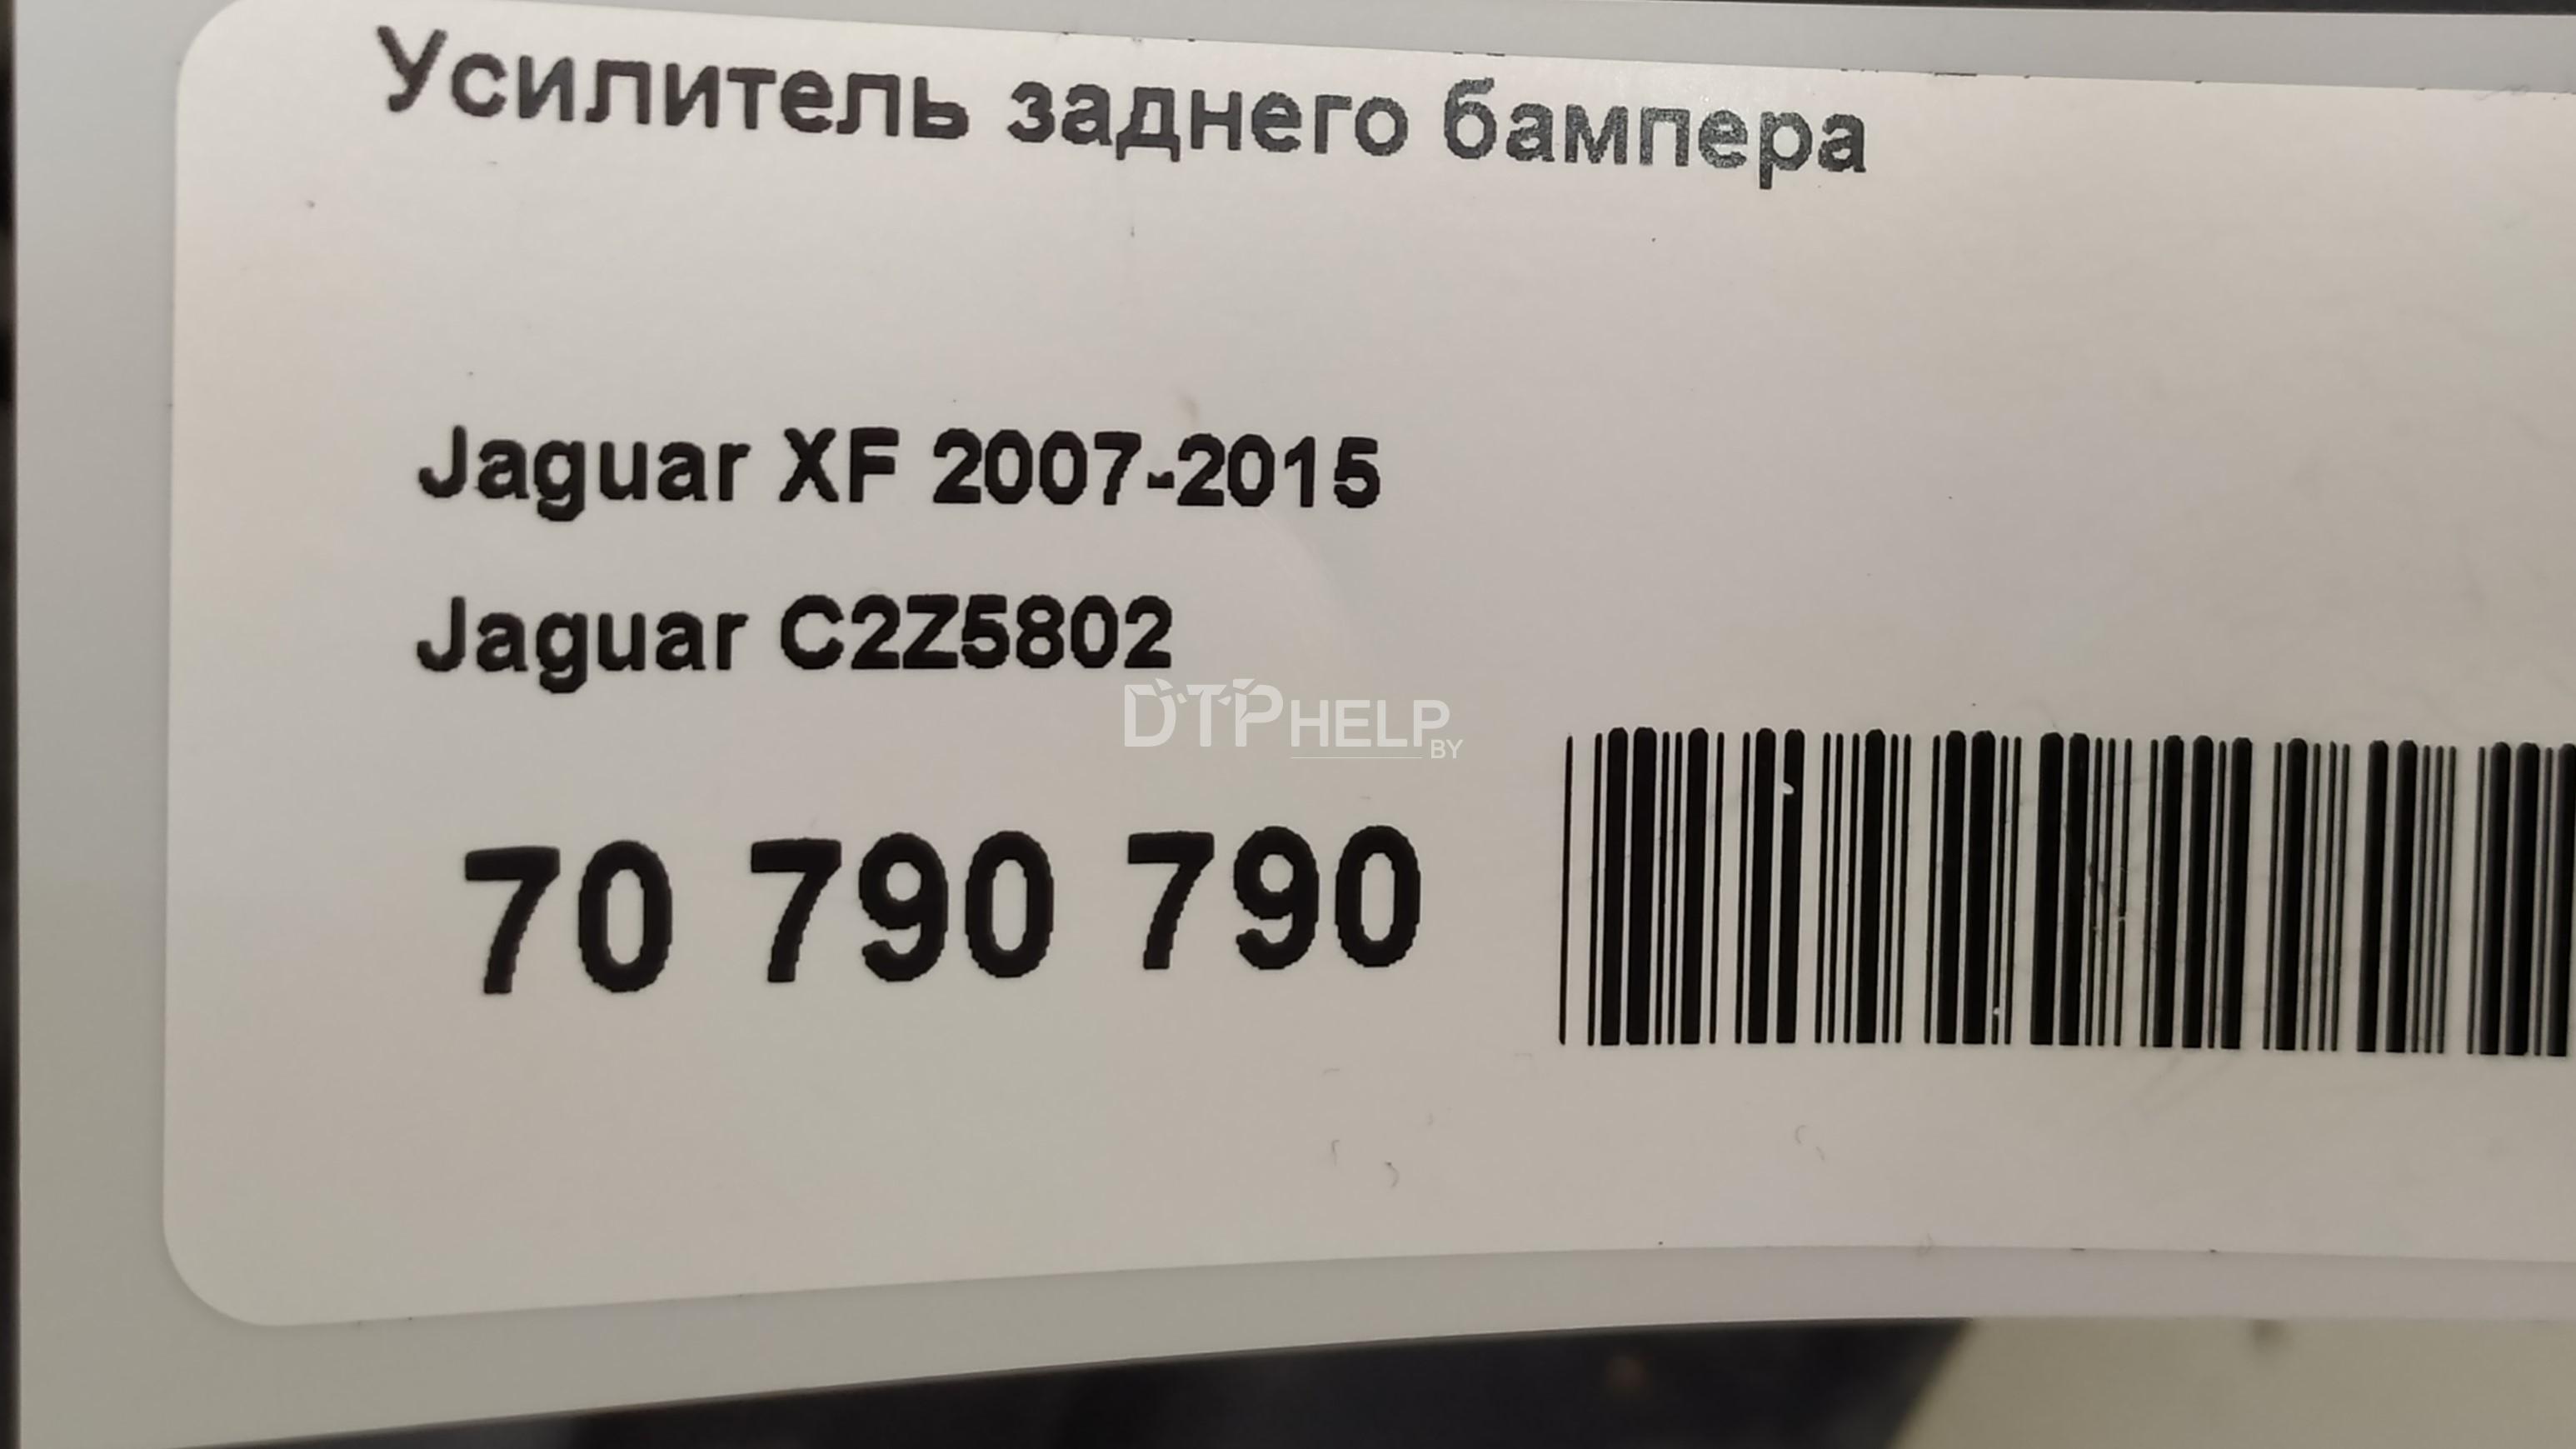 Усилитель заднего бампера
Jaguar XF 2007-2015
Jaguar C2Z5802
DTPHELP
BY
70 790 790